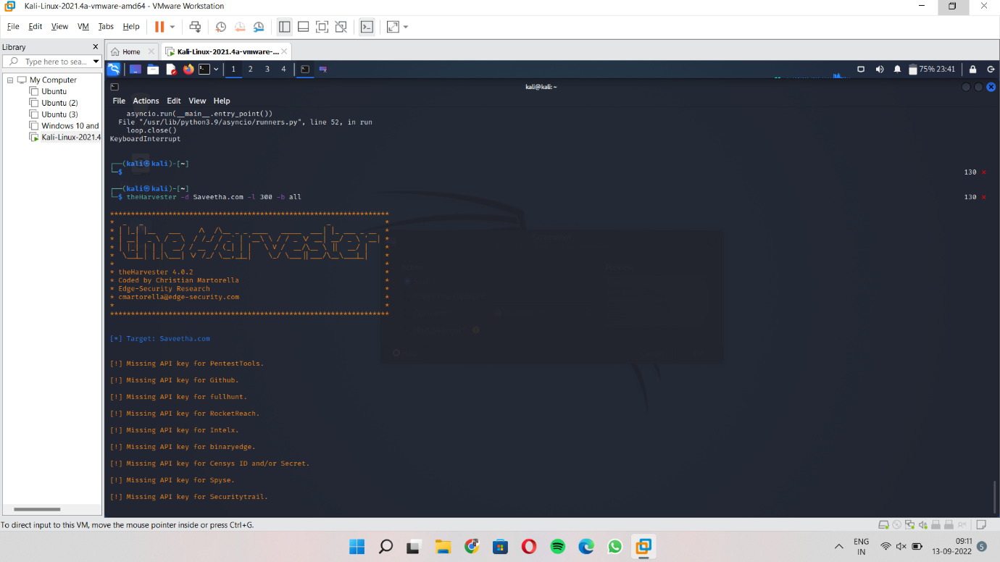 Kali-Linux-2021.4a-vmware-amd64 - VMware Workstation
File Edit View VM Tabs Help
Library
Type here to sea...
My Computer
Ubuntu
Ubuntu (2)
Ubuntu (3)
Windows 10 and
Kali-Linux-2021.4
Home
Kali-Linux-2021.4a-vmware-...
1 2 3 4
75% 23:41
kali@kali: ~
File Actions Edit View Help
asyncio.run(__main__.entry_point())
File "/usr/lib/python3.9/asyncio/runners.py", line 52, in run
loop.close()
KeyboardInterrupt
(kali㉿kali)-[~]
$
130 ×
(kali㉿kali)-[~]
$ theHarvester -d Saveetha.com -l 300 -b all
130 ×
*******************************************************************
theHarvester
* theHarvester 4.0.2 *
* Coded by Christian Martorella *
* Edge-Security Research *
* cmartorella@edge-security.com *
* *
*******************************************************************
[*] Target: Saveetha.com
[!] Missing API key for PentestTools.
[!] Missing API key for Github.
[!] Missing API key for fullhunt.
[!] Missing API key for RocketReach.
[!] Missing API key for Intelx.
[!] Missing API key for binaryedge.
[!] Missing API key for Censys ID and/or Secret.
[!] Missing API key for Spyse.
[!] Missing API key for Securitytrail.
To direct input to this VM, move the mouse pointer inside or press Ctrl+G.
ENG
IN
09:11
13-09-2022
5